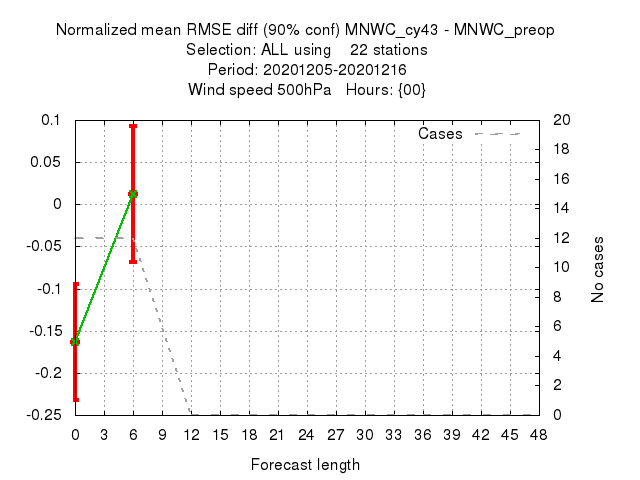 Normalized mean RMSE diff (90% conf) MNWC_cy43 - MNWC_preop
Selection: ALL using 22 stations
Period: 20201205-20201216
Wind speed 500hPa Hours: {00}
0.1
0.05
0
-0.05
-0.1
-0.15
-0.2
-0.25
Cases
20
18
16
14
12
10
8
6
4
2
0
No cases
0 3 6 9 12 15 18 21 24 27 30 33 36 39 42 45 48
Forecast length